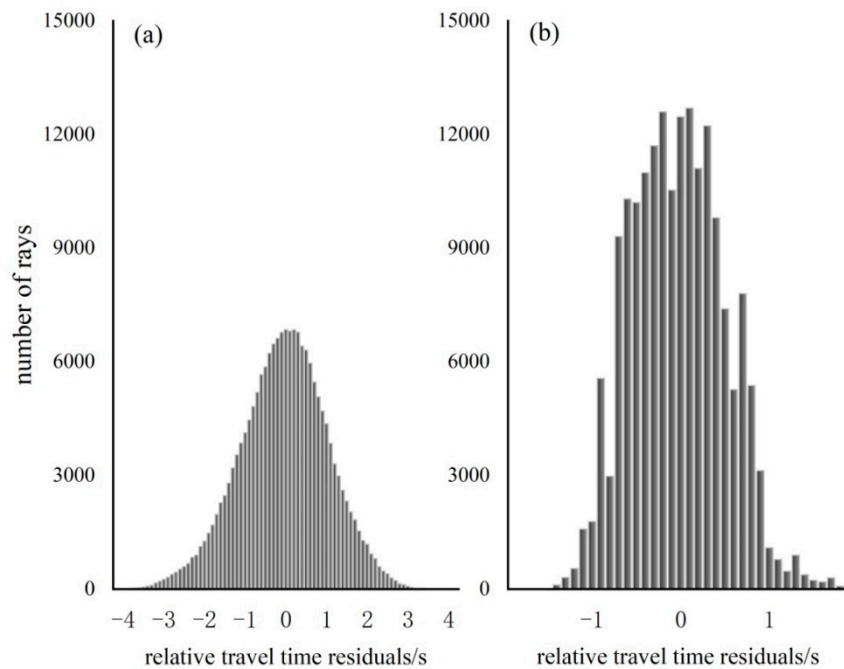 (a)
number of rays
15000
12000
9000
6000
3000
0
-4 -3 -2 -1 0 1 2 3 4
relative travel time residuals/s
(b)
15000
12000
9000
6000
3000
0
-1 0 1
relative travel time residuals/s